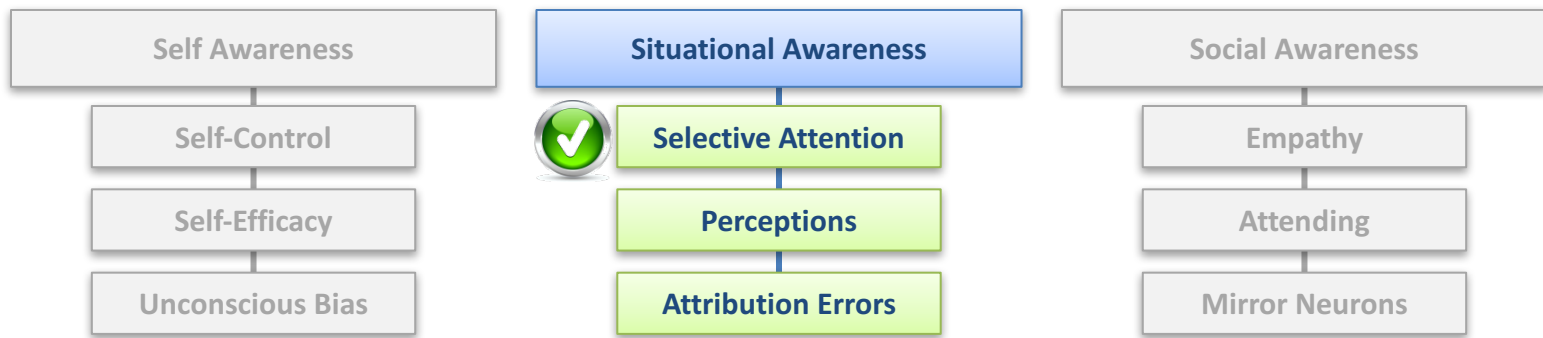 Self Awareness
Self-Control
Self-Efficacy
Unconscious Bias
Situational Awareness
Selective Attention
Perceptions
Attribution Errors
Social Awareness
Empathy
Attending
Mirror Neurons